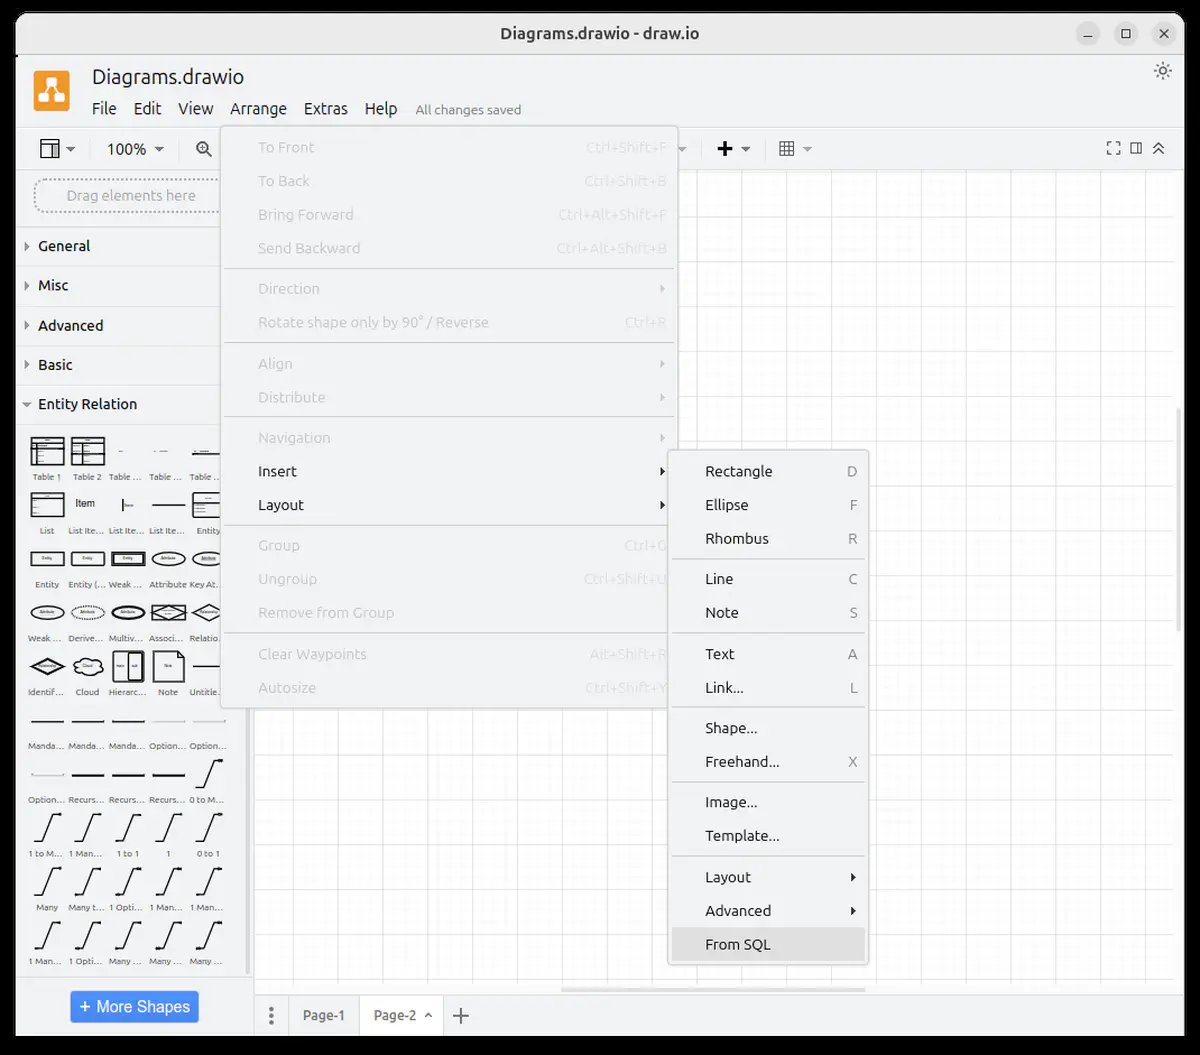 Diagrams.drawio - draw.io
Diagrams.drawio
File Edit View Arrange Extras Help All changes saved
100%
Drag elements here
General
Misc
Advanced
Basic
Entity Relation
Table 1 Table 2 Table ... Table ... Table ...
Item
List List Ite... List Ite... List Ite... Entity
Entity Entity (... Weak ... Attribute Key At...
Weak ... Derive... Multiv... Associ... Relatio...
Identif... Cloud Hierarc... Note Untitle...
Manda... Manda... Manda... Option... Option...
Option... Recurs... Recurs... Recurs... 0 to M...
1 to M... 1 Man... 1 to 1 1 0 to 1
Many Many t... 1 Opti... 1 Man... 1 Man...
1 Man... 1 Opti... Many ... Many ... Many ...
+ More Shapes
To Front Ctrl+Shift+F
To Back Ctrl+Shift+B
Bring Forward Ctrl+Alt+Shift+F
Send Backward Ctrl+Alt+Shift+B
Direction
Rotate shape only by 90° / Reverse Ctrl+R
Align
Distribute
Navigation
Insert
Layout
Group Ctrl+G
Ungroup Ctrl+Shift+U
Remove from Group
Clear Waypoints Alt+Shift+R
Autosize Ctrl+Shift+Y
Rectangle D
Ellipse F
Rhombus R
Line C
Note S
Text A
Link... L
Shape...
Freehand... X
Image...
Template...
Layout
Advanced
From SQL
Page-1 Page-2